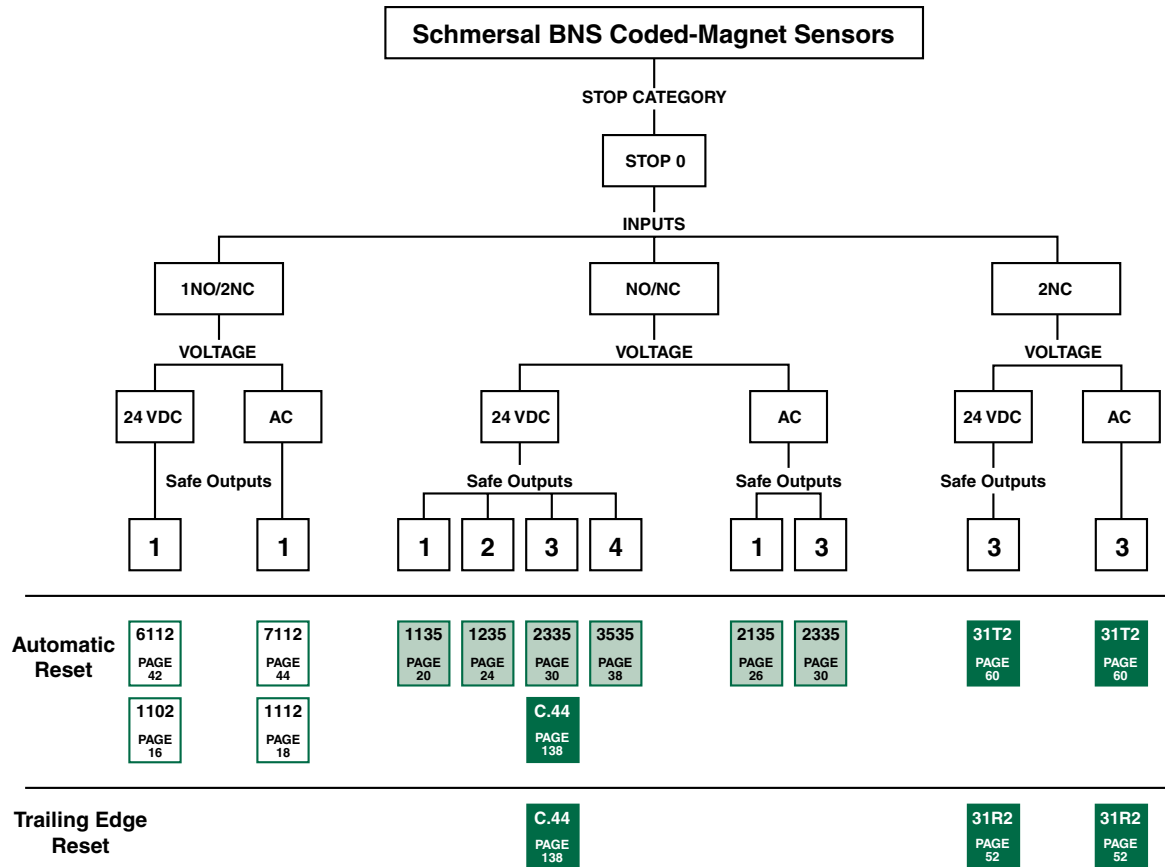 Schmersal BNS Coded-Magnet Sensors
STOP CATEGORY
STOP 0
INPUTS
1NO/2NC
NO/NC
2NC
VOLTAGE
VOLTAGE
VOLTAGE
24 VDC
AC
24 VDC
AC
24 VDC
AC
Safe Outputs
Safe Outputs
Safe Outputs
Safe Outputs
1
1
1
2
3
4
1
3
3
3
Automatic
Reset
6112
PAGE
42
7112
PAGE
44
1135
PAGE
20
1235
PAGE
24
2335
PAGE
30
3535
PAGE
38
2135
PAGE
26
2335
PAGE
30
31T2
PAGE
60
31T2
PAGE
60
1102
PAGE
16
1112
PAGE
18
C.44
PAGE
138
Trailing Edge
Reset
C.44
PAGE
138
31R2
PAGE
52
31R2
PAGE
52